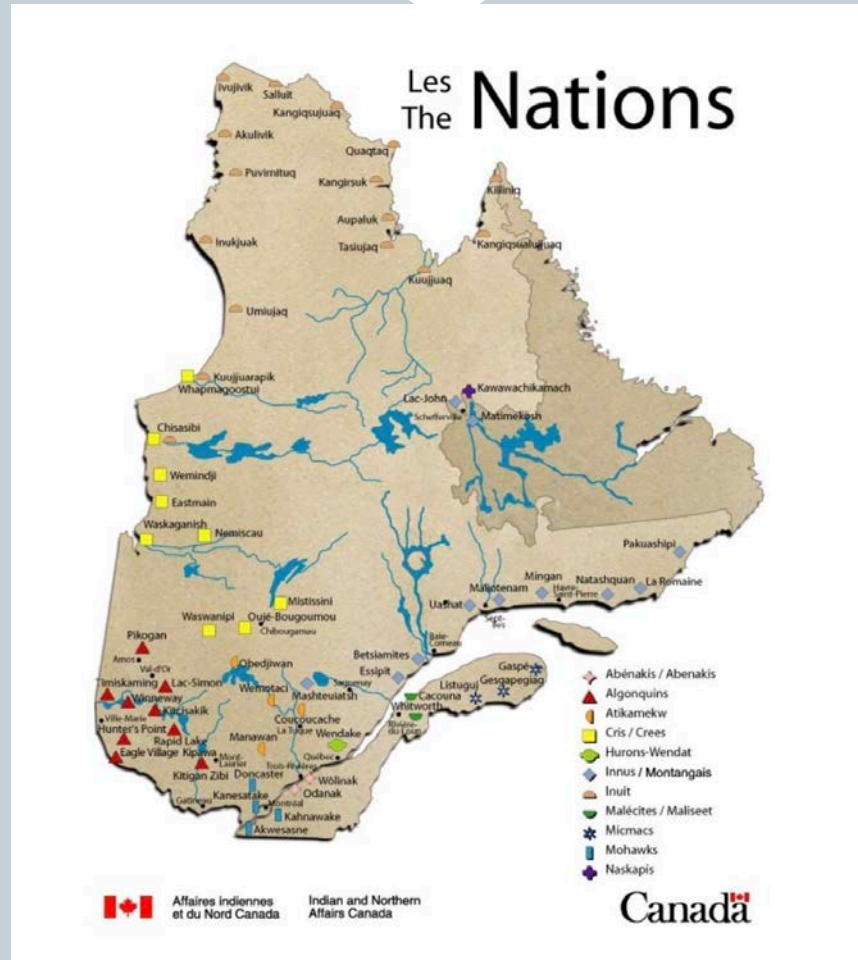 Les
The
Nations
Ivujivik
Salluit
Kangiqsujuaq
Akulivik
Quaqtaq
Puvirnituq
Kangirsuk
Killiniq
Aupaluk
Inukjuak
Tasiujaq
Kangiqsualujjuaq
Kuujjuaq
Umiujaq
Kuujjuarapik
Whapmagoostui
Kawawachikamach
Lac-John
Schefferville
Matimekosh
Chisasibi
Wemindji
Eastmain
Waskaganish
Nemiscau
Pakuashipi
Mingan
Natashquan
La Romaine
Maliotenam
Havre-
Saint-Pierre
Mistissini
Uashat
Sept-
Îles
Waswanipi
Oujé-Bougoumou
Chibougamau
Pikogan
Baie-
Comeau
Amos
Obedjiwan
Betsiamites
Val-d'Or
Essipit
Gaspé
Timiskaming
Lac-Simon
Wemotaci
Saguenay
Listuguj
Gesgapegiag
Mashteuiatsh
Cacouna
Winneway
Kitcisakik
Whitworth
Ville-Marie
Coucoucache
Rivière-
du Loup
Hunter's Point
La Tuque
Rapid Lake
Manawan
Wendake
Eagle Village
Kipawa
Mont-
Laurier
Québec
Trois-Rivières
Kitigan Zibi
Doncaster
Wôlinak
Kanesatake
Odanak
Gatineau
Montréal
Kahnawake
Akwesasne
Abénakis / Abenakis
Algonquins
Atikamekw
Cris / Crees
Hurons-Wendat
Innus / Montangais
Inuit
Malécites / Maliseet
Micmacs
Mohawks
Naskapis
Affaires indiennes
et du Nord Canada
Indian and Northern
Affairs Canada
Canada